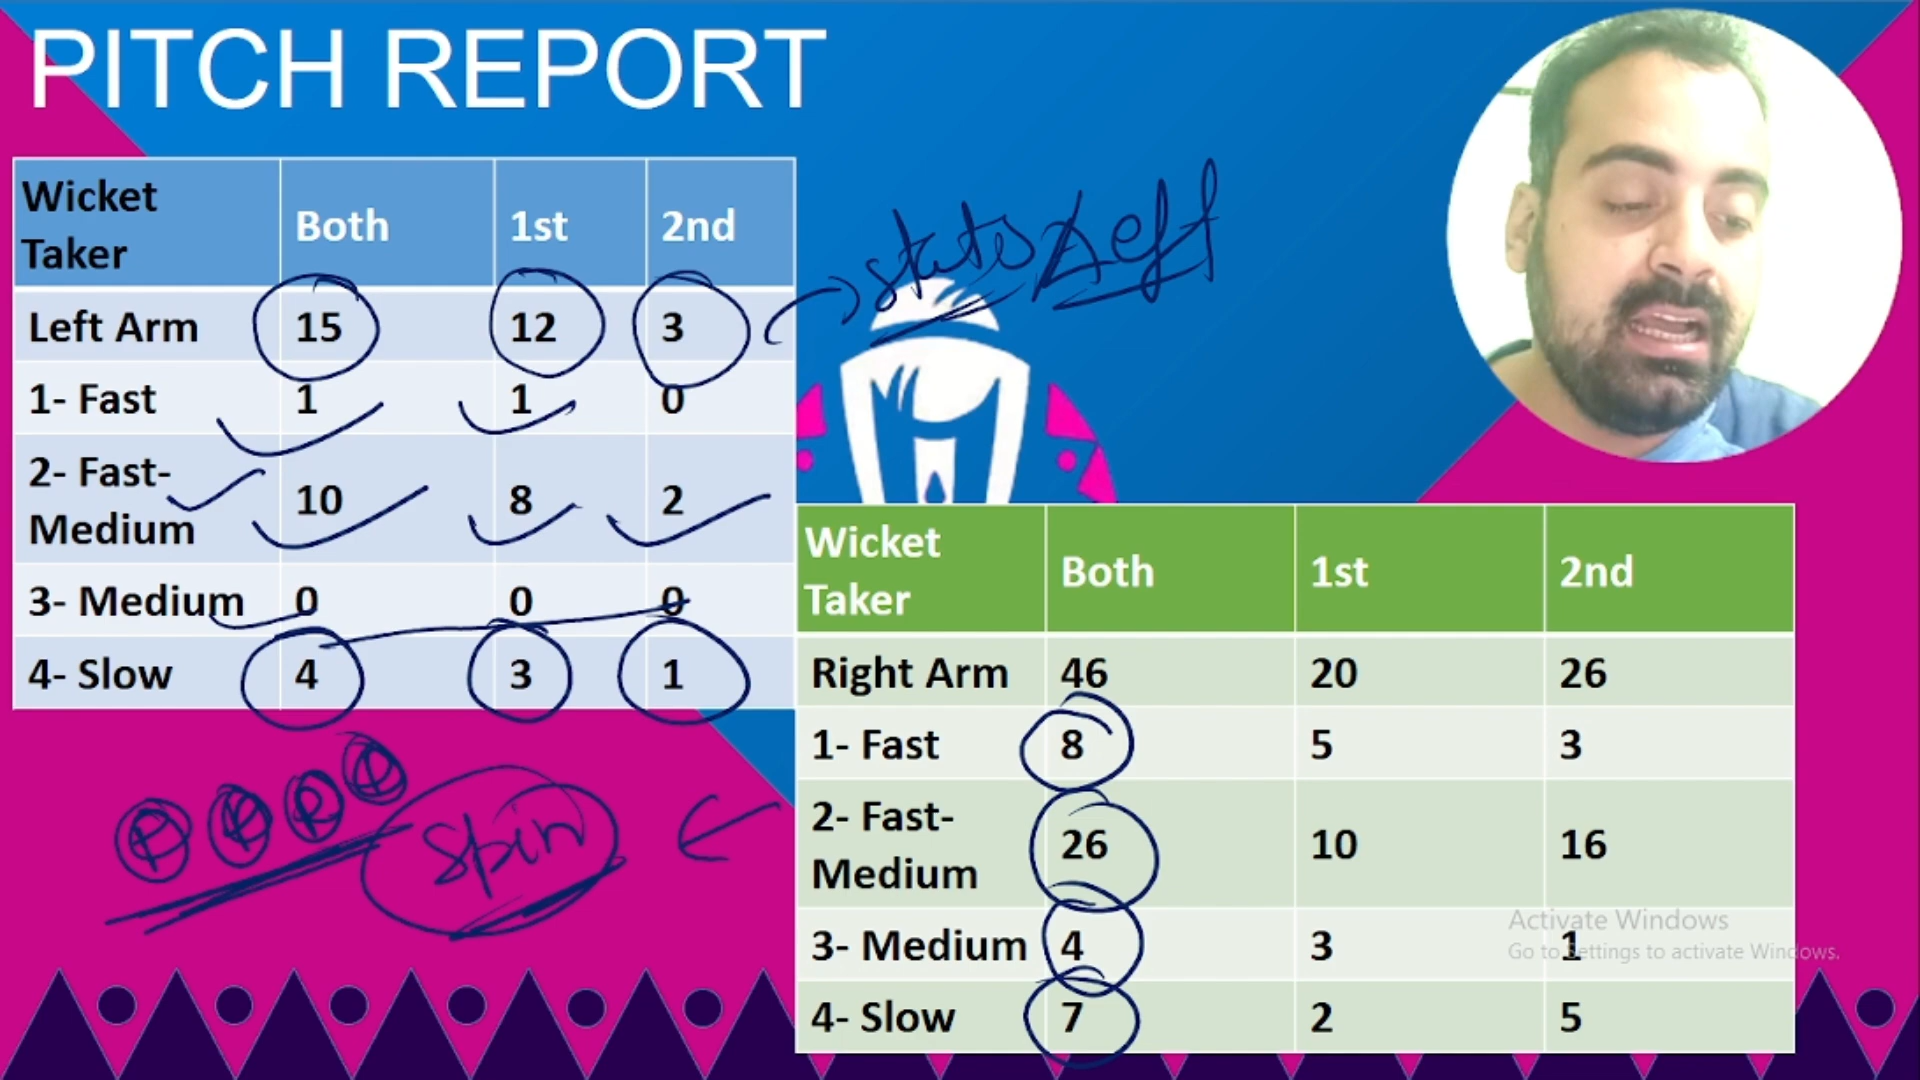 PITCH REPORT
Wicket Taker Both 1st 2nd
Left Arm 15 12 3
1- Fast 1 1 0
2- Fast-Medium 10 8 2
3- Medium 0 0 0
4- Slow 4 3 1
Spin
Wicket Taker Both 1st 2nd
Right Arm 46 20 26
1- Fast 8 5 3
2- Fast-Medium 26 10 16
3- Medium 4 3 1
4- Slow 7 2 5
Activate Windows
Go to Settings to activate Windows.